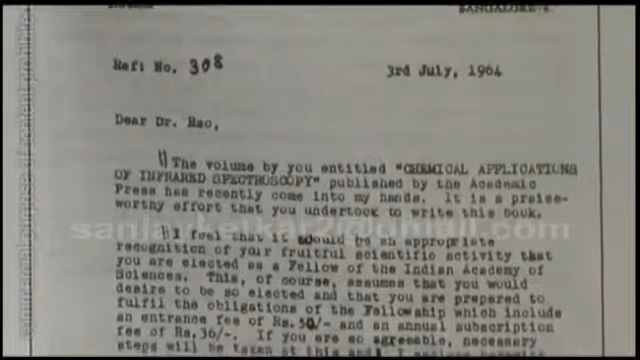 BANGALORE-6
Ref: No. 308
3rd July, 1964
Dear Dr. Rao,
The volume by you entitled "CHEMICAL APPLICATIONS
OF INFRARED SPECTROSCOPY" published by the Academic
Press has recently come into my hands. It is a praise-
worthy effort that you undertook to write this book.
I feel that it would be an appropriate
recognition of your fruitful scientific activity that
you are elected as a Fellow of the Indian Academy of
Sciences. This, of course, assumes that you would
desire to be so elected and that you are prepared to
fulfil the obligations of the Fellowship which include
an entrance fee of Rs.50/- and an annual subscription
fee of Rs.36/-. If you are so agreeable, necessary
steps will be taken at this end.